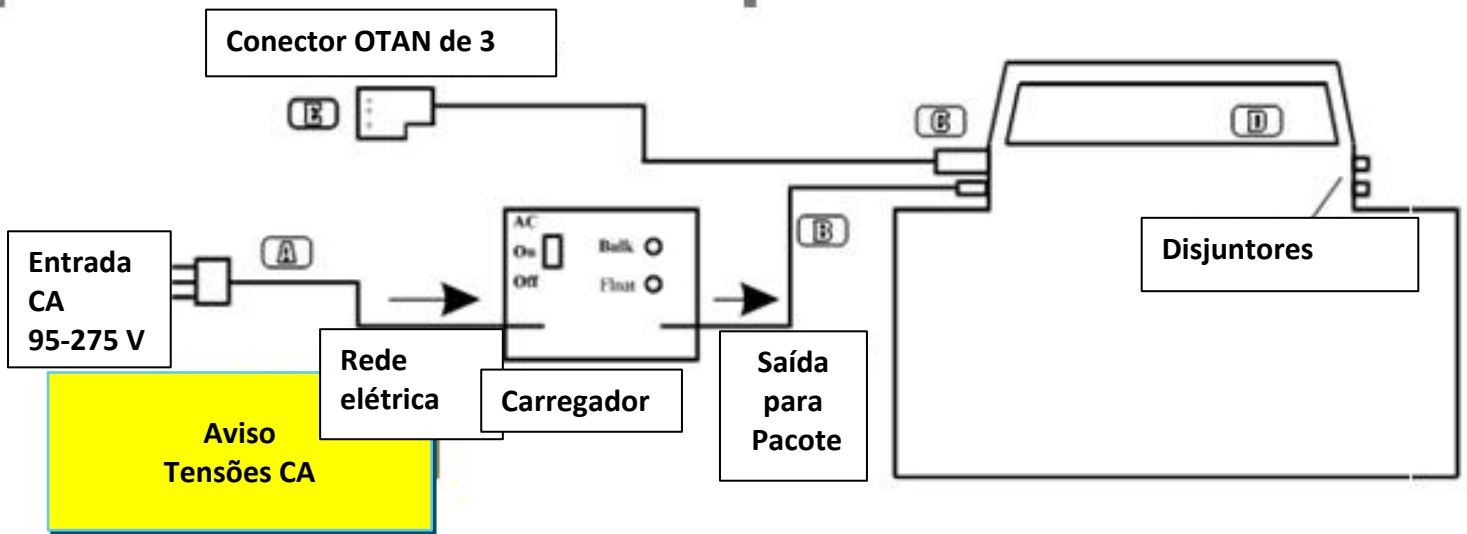 Conector OTAN de 3
E
C
D
A
B
AC
On
Off
Bulk
Float
Disjuntores
Entrada
CA
95-275 V
Rede
elétrica
Carregador
Saída
para
Pacote
Aviso
Tensões CA